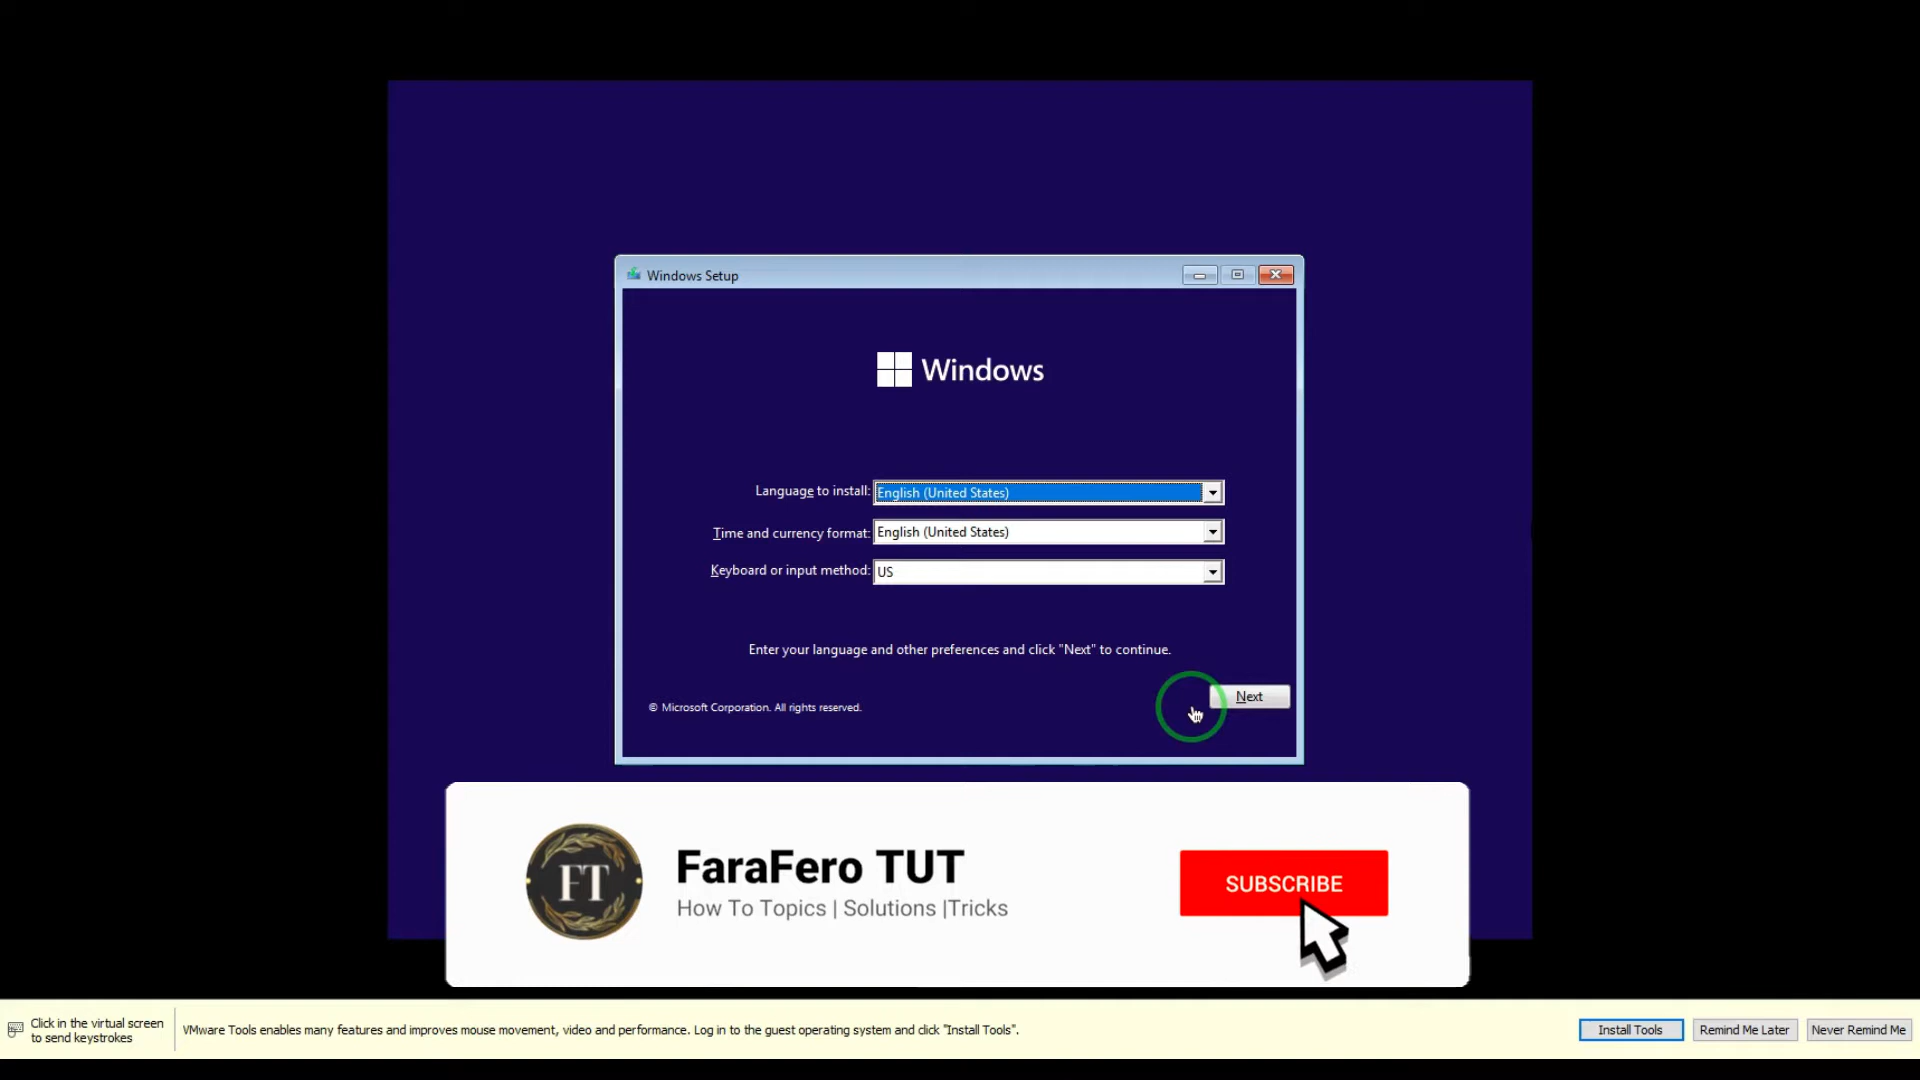 Windows Setup
Windows
Language to install: English (United States)
Time and currency format: English (United States)
Keyboard or input method: US
Enter your language and other preferences and click "Next" to continue.
Next
© Microsoft Corporation. All rights reserved.
FT
FaraFero TUT
How To Topics | Solutions |Tricks
SUBSCRIBE
Click in the virtual screen
to send keystrokes
VMware Tools enables many features and improves mouse movement, video and performance. Log in to the guest operating system and click "Install Tools".
Install Tools
Remind Me Later
Never Remind Me